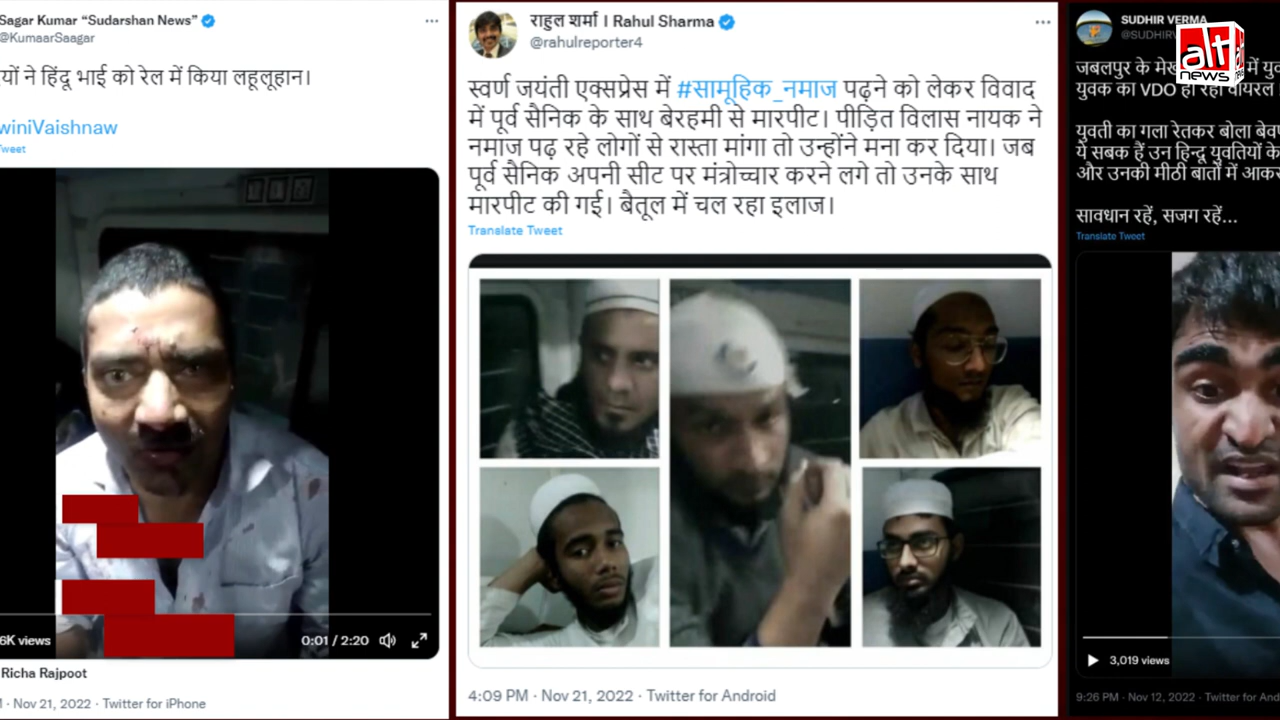 Sagar Kumar “Sudarshan News”
@KumaarSaagar
यों ने हिंदू भाई को रेल में किया लहूलूहान।
winiVaishnaw
Tweet
6K views
0:01 / 2:20
Richa Rajpoot
· Nov 21, 2022 · Twitter for iPhone
राहुल शर्मा । Rahul Sharma
@rahulreporter4
स्वर्ण जयंती एक्सप्रेस में #सामूहिक_नमाज पढ़ने को लेकर विवाद
में पूर्व सैनिक के साथ बेरहमी से मारपीट। पीड़ित विलास नायक ने
नमाज पढ़ रहे लोगों से रास्ता मांगा तो उन्होंने मना कर दिया। जब
पूर्व सैनिक अपनी सीट पर मंत्रोच्चार करने लगे तो उनके साथ
मारपीट की गई। बैतूल में चल रहा इलाज।
Translate Tweet
4:09 PM · Nov 21, 2022 · Twitter for Android
SUDHIR VERMA
@SUDHIRV
alt
news
जबलपुर के में
युवक का VDO हो रहा वायरल
युवती का गला रेतकर बोला
ये सबक हैं उन हिन्दू युवतियों के
और उनकी मीठी बातों में
सावधान रहें, सजग रहें...
Translate Tweet
3,019 views
9:26 PM · Nov 12, 2022 · Twitter for